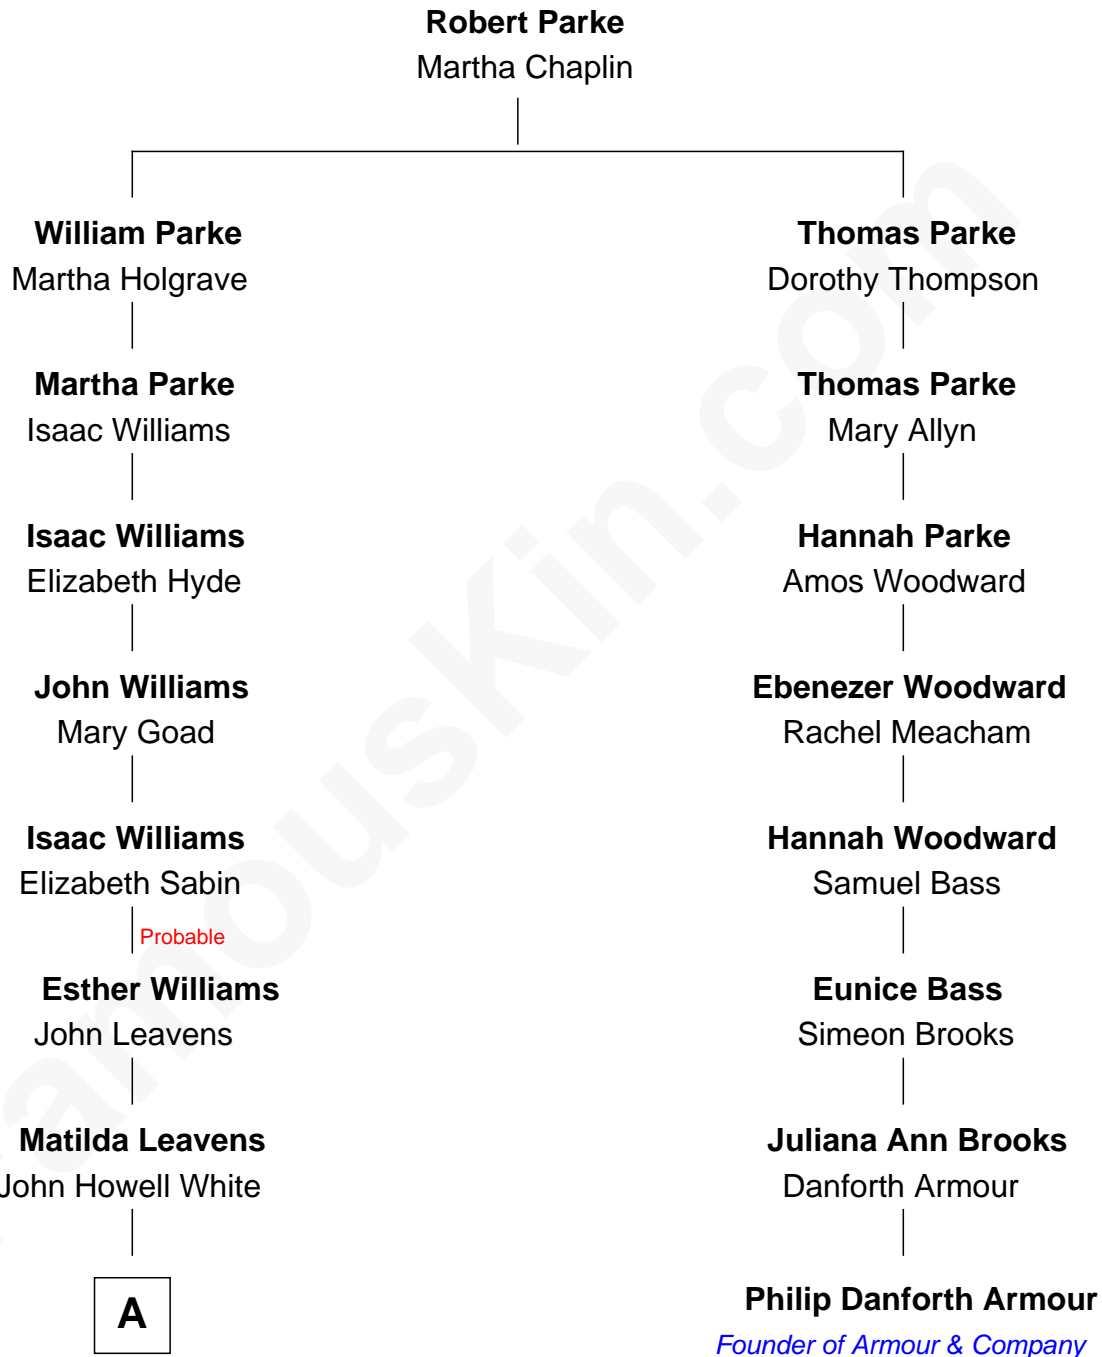 Robert Parke
Martha Chaplin
William Parke
Martha Holgrave
Thomas Parke
Dorothy Thompson
Martha Parke
Isaac Williams
Thomas Parke
Mary Allyn
Isaac Williams
Elizabeth Hyde
Hannah Parke
Amos Woodward
John Williams
Mary Goad
Ebenezer Woodward
Rachel Meacham
Isaac Williams
Elizabeth Sabin
Hannah Woodward
Samuel Bass
Probable
Esther Williams
John Leavens
Eunice Bass
Simeon Brooks
Matilda Leavens
John Howell White
Juliana Ann Brooks
Danforth Armour
A
Philip Danforth Armour
Founder of Armour & Company
FamousKin.com